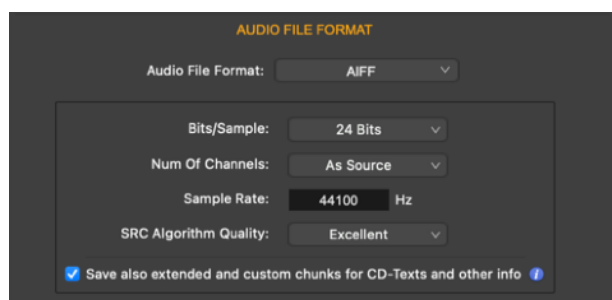 AUDIO FILE FORMAT
Audio File Format: AIFF
Bits/Sample: 24 Bits
Num Of Channels: As Source
Sample Rate: 44100 Hz
SRC Algorithm Quality: Excellent
Save also extended and custom chunks for CD-Texts and other info i